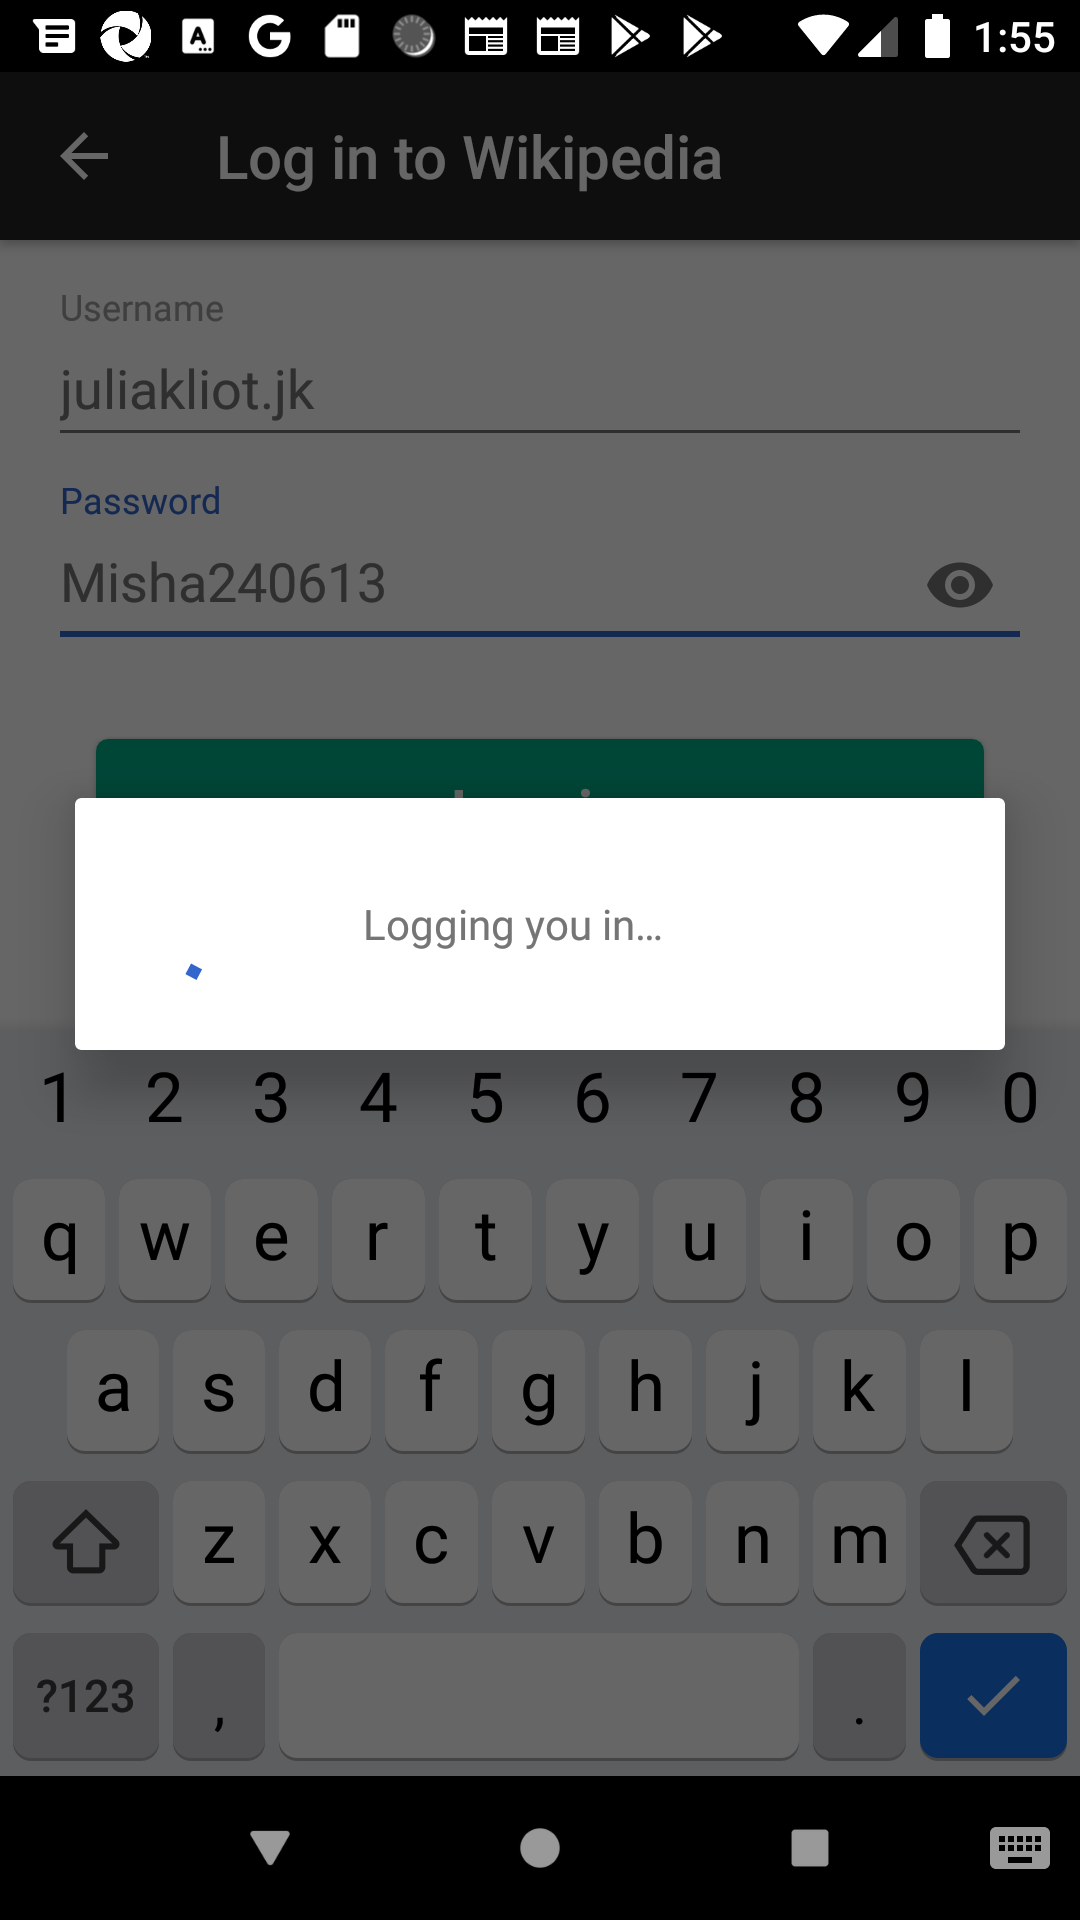 1:55
Log in to Wikipedia
Username
juliakliot.jk
Password
Misha240613
Logging you in...
1 2 3 4 5 6 7 8 9 0
q w e r t y u i o p
a s d f g h j k l
z x c v b n m
?123 , .